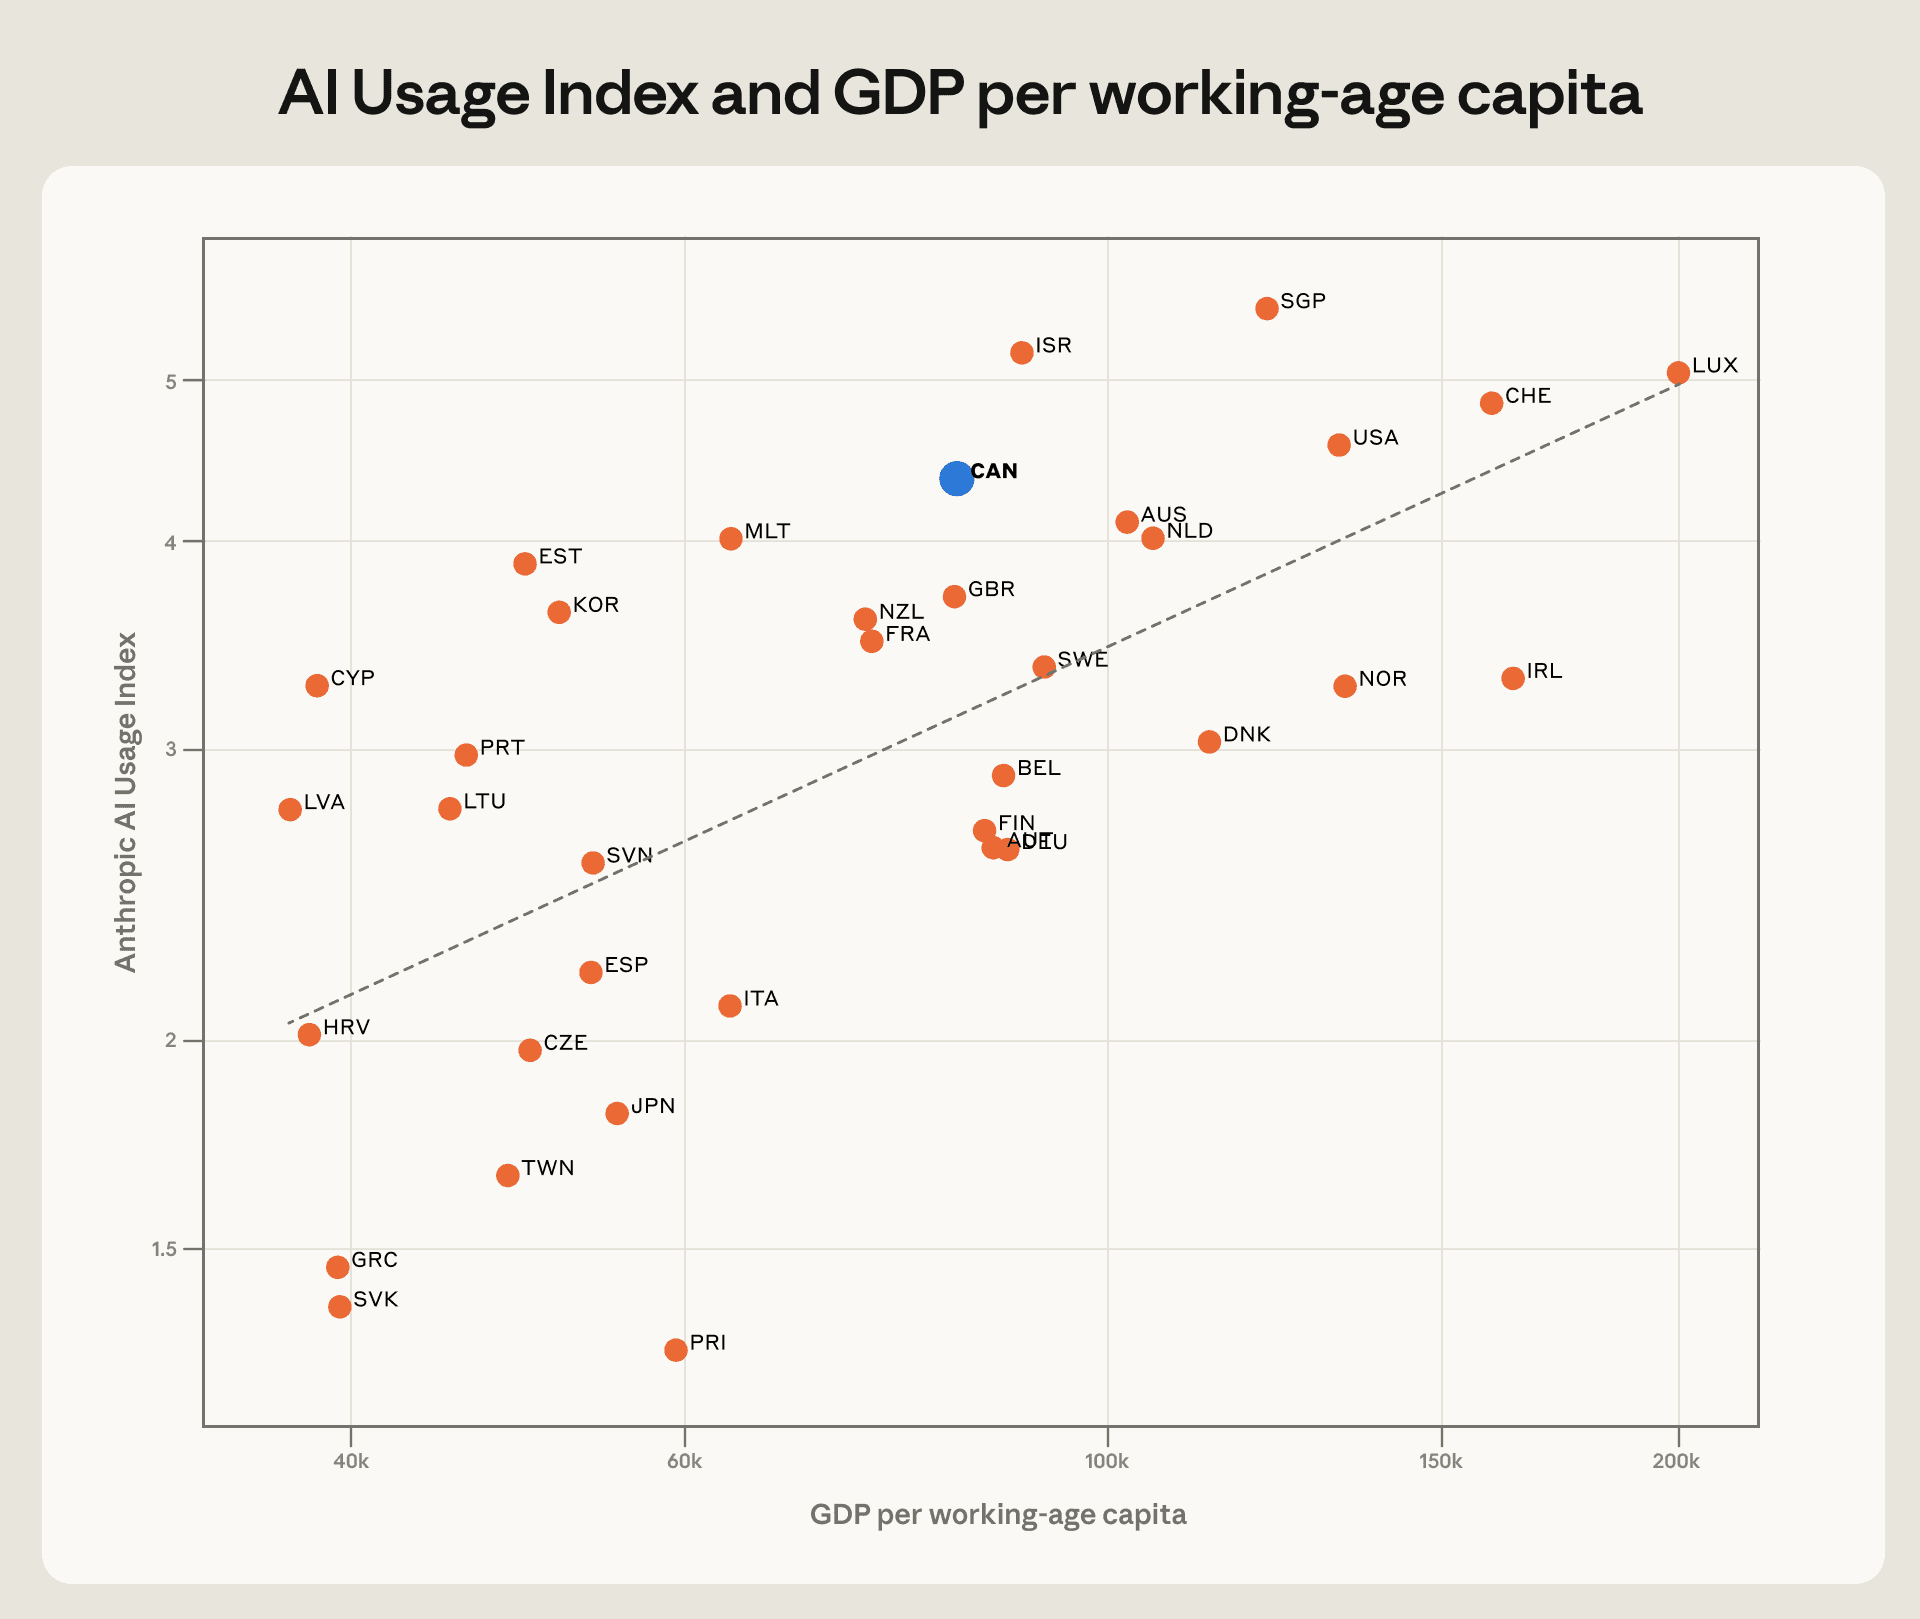 AI Usage Index and GDP per working-age capita
SGP
ISR
LUX
5
CHE
USA
CAN
AUS
MLT
NLD
4
EST
GBR
KOR
NZL
FRA
SWE
CYP
NOR
IRL
DNK
PRT
3
BEL
LVA
LTU
FIN
AUT
DEU
SVN
ESP
ITA
HRV
2
CZE
JPN
TWN
1.5
GRC
SVK
PRI
Anthropic AI Usage Index
40k
60k
100k
150k
200k
GDP per working-age capita